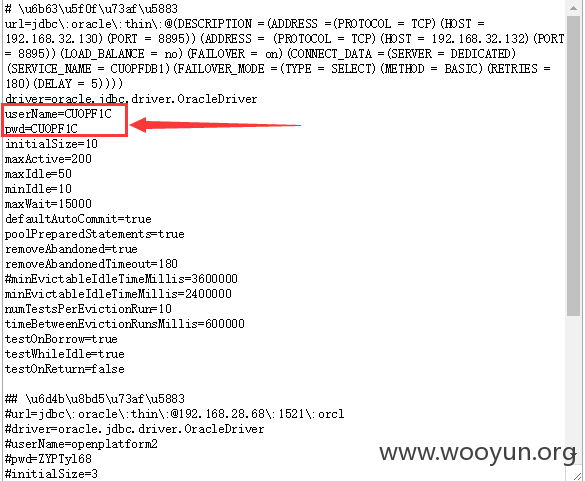 # \u6b63\u5f0f\u73af\u5883
url=jdbc\:oracle\:thin\:@(DESCRIPTION =(ADDRESS =(PROTOCOL = TCP)(HOST =
192.168.32.130)(PORT = 8895))(ADDRESS = (PROTOCOL = TCP)(HOST = 192.168.32.132)(PORT
= 8895))(LOAD_BALANCE = no)(FAILOVER = on)(CONNECT_DATA =(SERVER = DEDICATED)
(SERVICE_NAME = CUOPFDB1)(FAILOVER_MODE =(TYPE = SELECT)(METHOD = BASIC)(RETRIES =
180)(DELAY = 5))))
driver=oracle.jdbc.driver.OracleDriver
userName=CUOPF1C
pwd=CUOPF1C
initialSize=10
maxActive=200
maxIdle=50
minIdle=10
maxWait=15000
defaultAutoCommit=true
poolPreparedStatements=true
removeAbandoned=true
removeAbandonedTimeout=180
#minEvictableIdleTimeMillis=3600000
minEvictableIdleTimeMillis=2400000
numTestsPerEvictionRun=10
timeBetweenEvictionRunsMillis=600000
testOnBorrow=true
testWhileIdle=true
testOnReturn=false
## \u6d4b\u8bd5\u73af\u5883
#url=jdbc\:oracle\:thin\:@192.168.28.68\:1521\:orcl
#driver=oracle.jdbc.driver.OracleDriver
#userName=openplatform2
#pwd=ZYPTyl68
#initialSize=3
www.wooyun.org